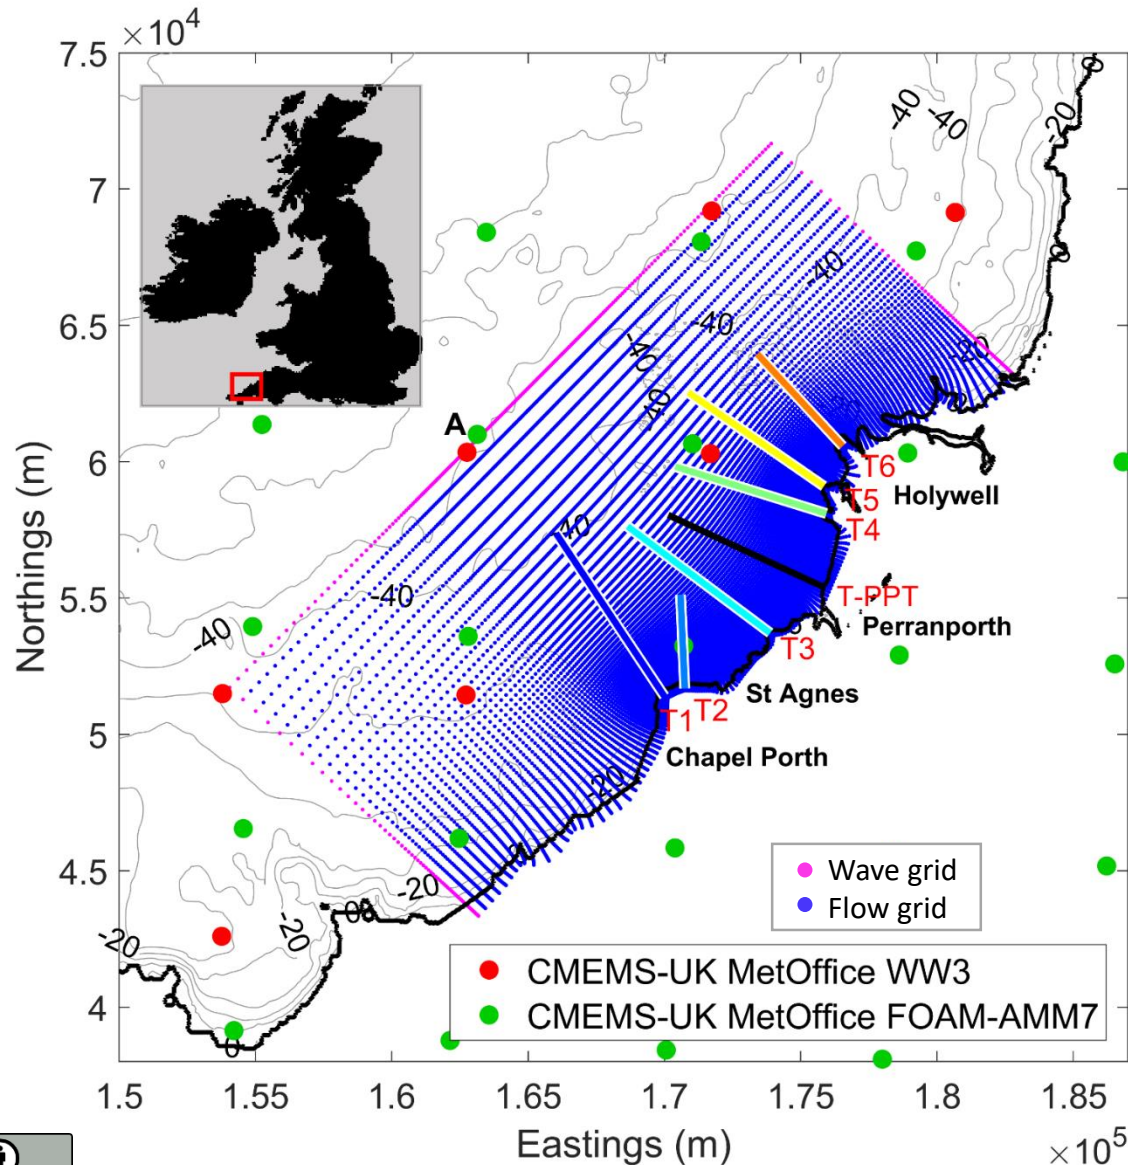 ×10⁴
7.5
7
6.5
6
5.5
5
4.5
4
Northings (m)
1.5
1.55
1.6
1.65
1.7
1.75
1.8
1.85
Eastings (m)
×10⁵
-40
-40
-20
0
0
-40
-40
-40
-40
-20
A
40
-40
-40
-20
-20
-20
-20
0
T6
Holywell
T5
T4
T-PPT
Perranporth
T3
St Agnes
T1
T2
Chapel Porth
Wave grid
Flow grid
CMEMS-UK MetOffice WW3
CMEMS-UK MetOffice FOAM-AMM7